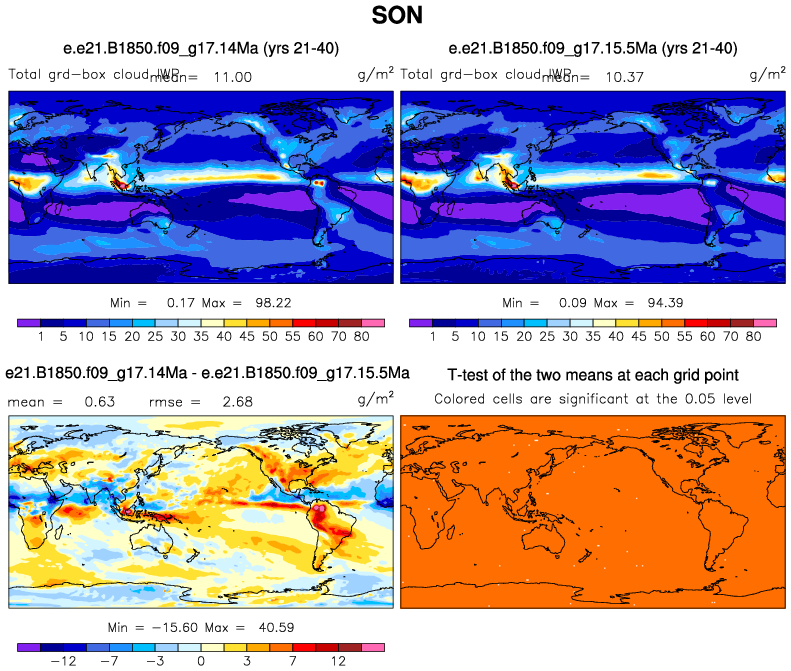 SON
e.e21.B1850.f09_g17.14Ma (yrs 21-40)
Total grd-box cloud IWP mean= 11.00 g/m²
Min = 0.17 Max = 98.22
1 5 10 15 20 25 30 35 40 45 50 55 60 70 80
e.e21.B1850.f09_g17.15.5Ma (yrs 21-40)
Total grd-box cloud IWP mean= 10.37 g/m²
Min = 0.09 Max = 94.39
1 5 10 15 20 25 30 35 40 45 50 55 60 70 80
e21.B1850.f09_g17.14Ma - e.e21.B1850.f09_g17.15.5Ma
mean = 0.63 rmse = 2.68 g/m²
Min = -15.60 Max = 40.59
-12 -7 -3 0 3 7 12
T-test of the two means at each grid point
Colored cells are significant at the 0.05 level